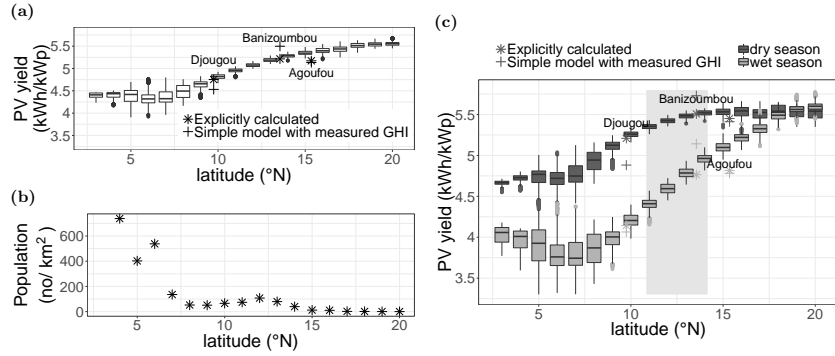 (a)
PV yield
(kWh/kWp)
5.5
5
4.5
4
3.5
Banizoumbou
Djougou
Agoufou
Explicitly calculated
Simple model with measured GHI
5
10
15
20
latitude (°N)
(b)
Population
(no/ km²)
600
400
200
0
5
10
15
20
latitude (°N)
(c)
Explicitly calculated
Simple model with measured GHI
dry season
wet season
PV yield (kWh/kWp)
5.5
5
4.5
4
3.5
Banizoumbou
Djougou
Agoufou
5
10
15
20
latitude (°N)